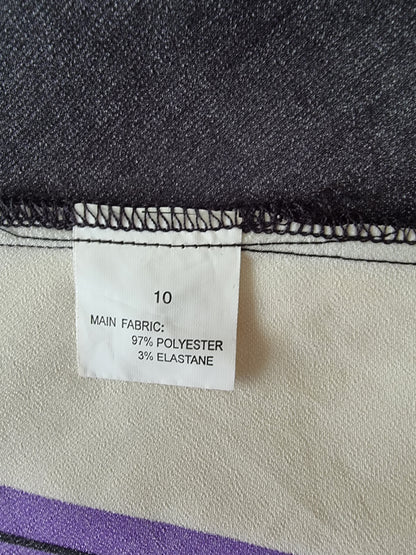 10
MAIN FABRIC:
97% POLYESTER
3% ELASTANE